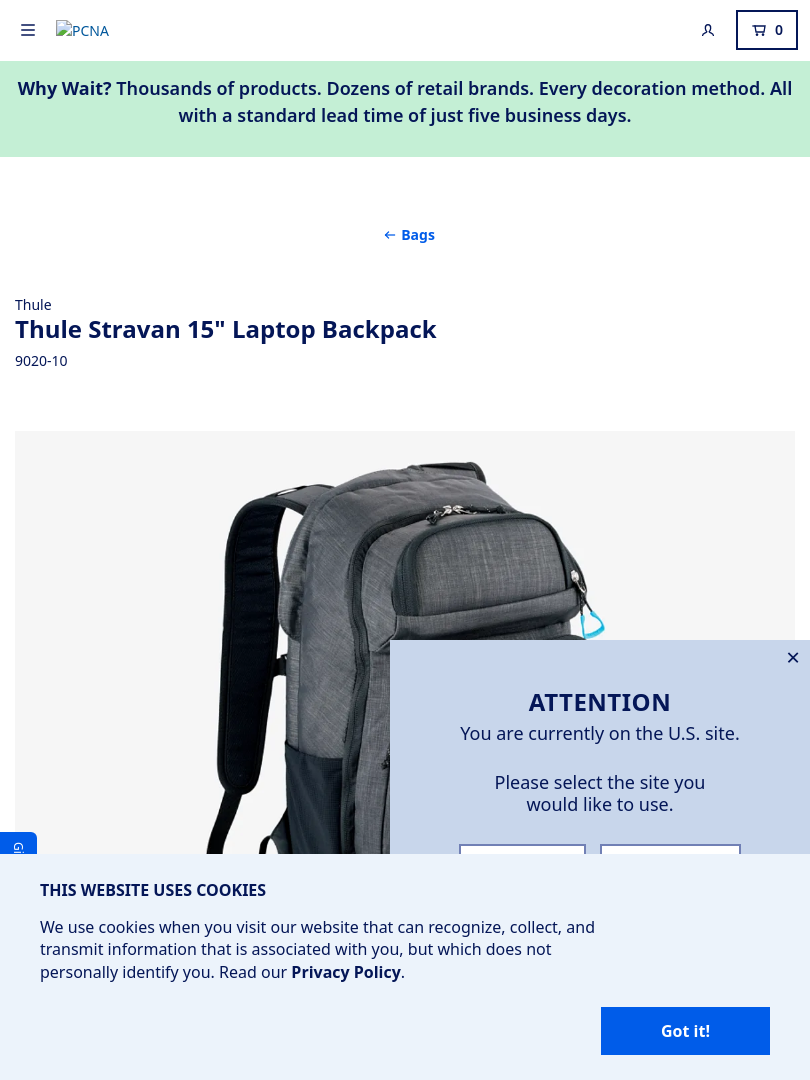 PCNA
0
Why Wait? Thousands of products. Dozens of retail brands. Every decoration method. All
with a standard lead time of just five business days.
← Bags
Thule
Thule Stravan 15" Laptop Backpack
9020-10
ATTENTION
You are currently on the U.S. site.
Please select the site you
would like to use.
THIS WEBSITE USES COOKIES
We use cookies when you visit our website that can recognize, collect, and
transmit information that is associated with you, but which does not
personally identify you. Read our Privacy Policy.
Got it!